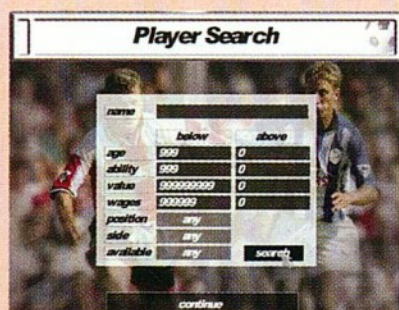 Player Search
name
below above
age 999 0
ability 999 0
value 999999999 0
wages 999999 0
position any
side any
available any search
continue